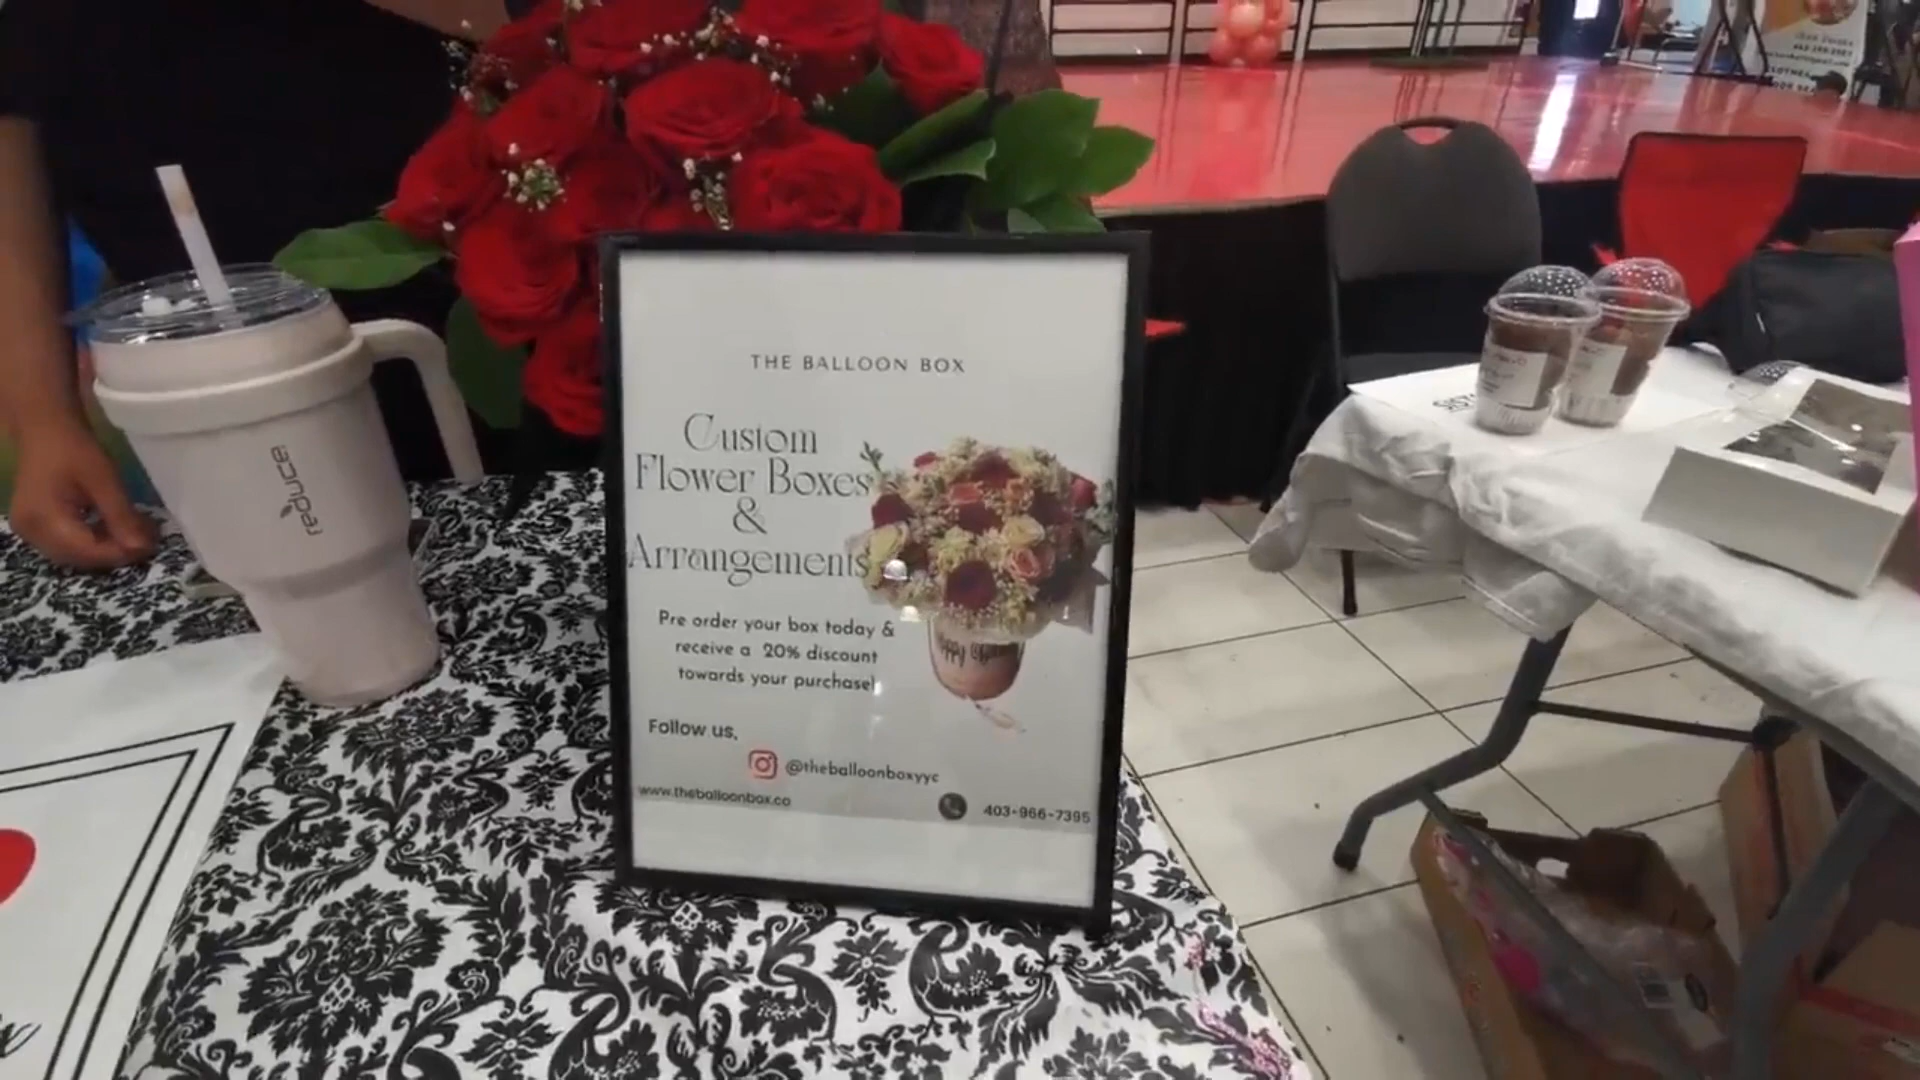 THE BALLOON BOX
Custom
Flower Boxes
&
Arrangements
Pre order your box today &
receive a 20% discount
towards your purchase!
Follow us,
@theballoonboxyyc
www.theballoonbox.co
403-966-7395
reduce